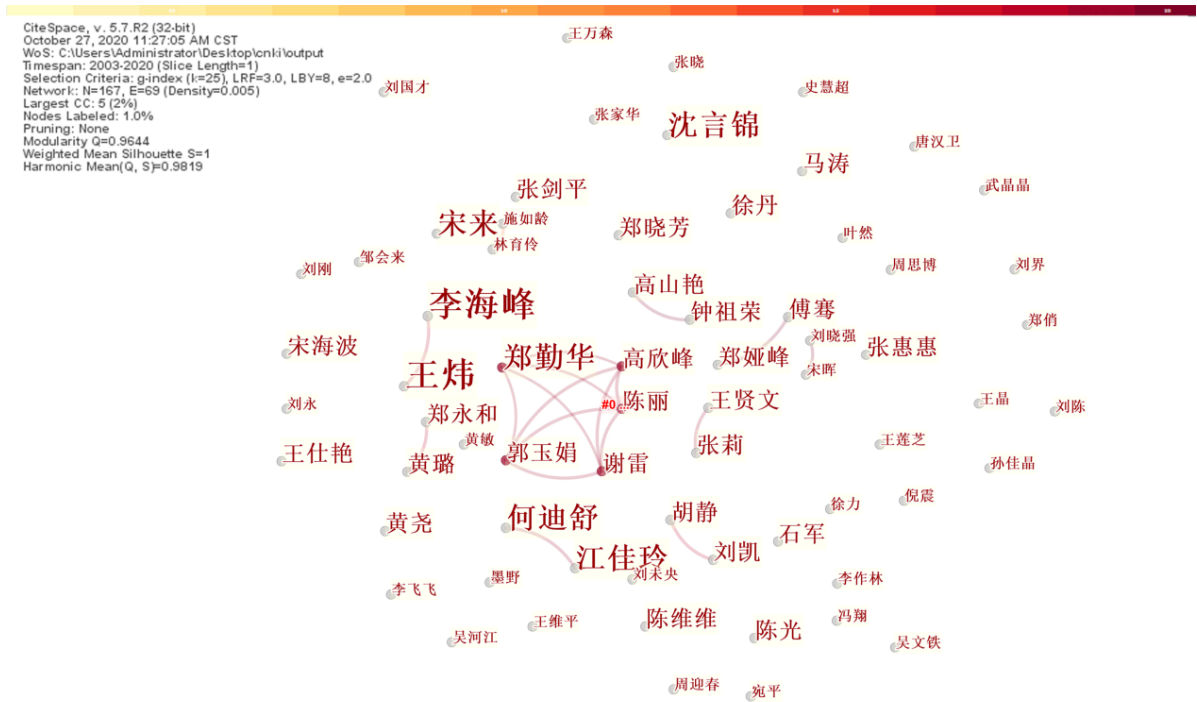 CiteSpace, v. 5.7.R2 (32-bit)
October 27, 2020 11:27:05 AM CST
WoS: C:\Users\Administrator\Desktop\cnki\output
Timespan: 2003-2020 (Slice Length=1)
Selection Criteria: g-index (k=25), LRF=3.0, LBY=8, e=2.0
Network: N=167, E=69 (Density=0.005)
Largest CC: 5 (2%)
Nodes Labeled: 1.0%
Pruning: None
Modularity Q=0.9644
Weighted Mean Silhouette S=1
Harmonic Mean(Q, S)=0.9819
王万森
张晓
刘国才
史慧超
张家华
沈言锦
唐汉卫
马涛
武晶晶
张剑平
徐丹
宋来
施如龄
郑晓芳
叶然
林育伶
邹会来
刘刚
周思博
刘界
高山艳
李海峰
钟祖荣
傅骞
郑俏
刘晓强
宋海波
张惠惠
郑勤华
高欣峰
郑娅峰
宋晖
王炜
#0
陈丽
王贤文
王晶
刘永
刘陈
郑永和
黄敏
王莲芝
张莉
王仕艳
郭玉娟
黄璐
谢雷
孙佳晶
倪震
徐力
胡静
何迪舒
黄尧
石军
刘凯
江佳玲
刘未央
墨野
李作林
李飞飞
冯翔
陈维维
王维平
陈光
吴河江
吴文铁
周迎春
宛平